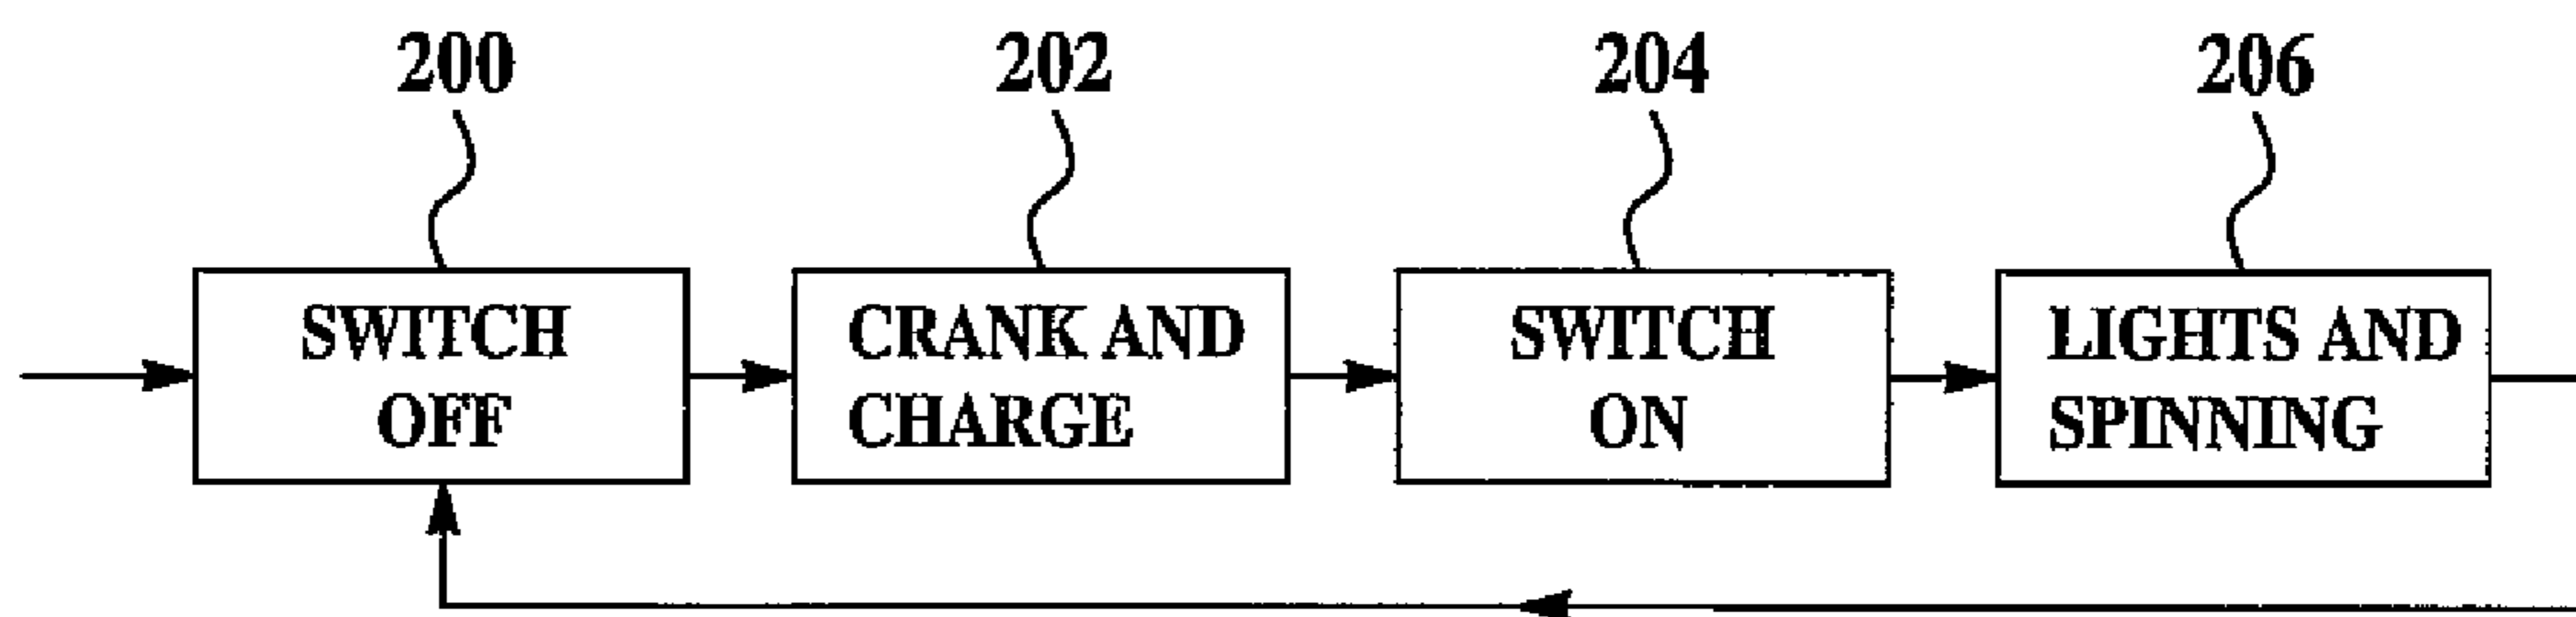 200
202
204
206
SWITCH
OFF
CRANK AND
CHARGE
SWITCH
ON
LIGHTS AND
SPINNING